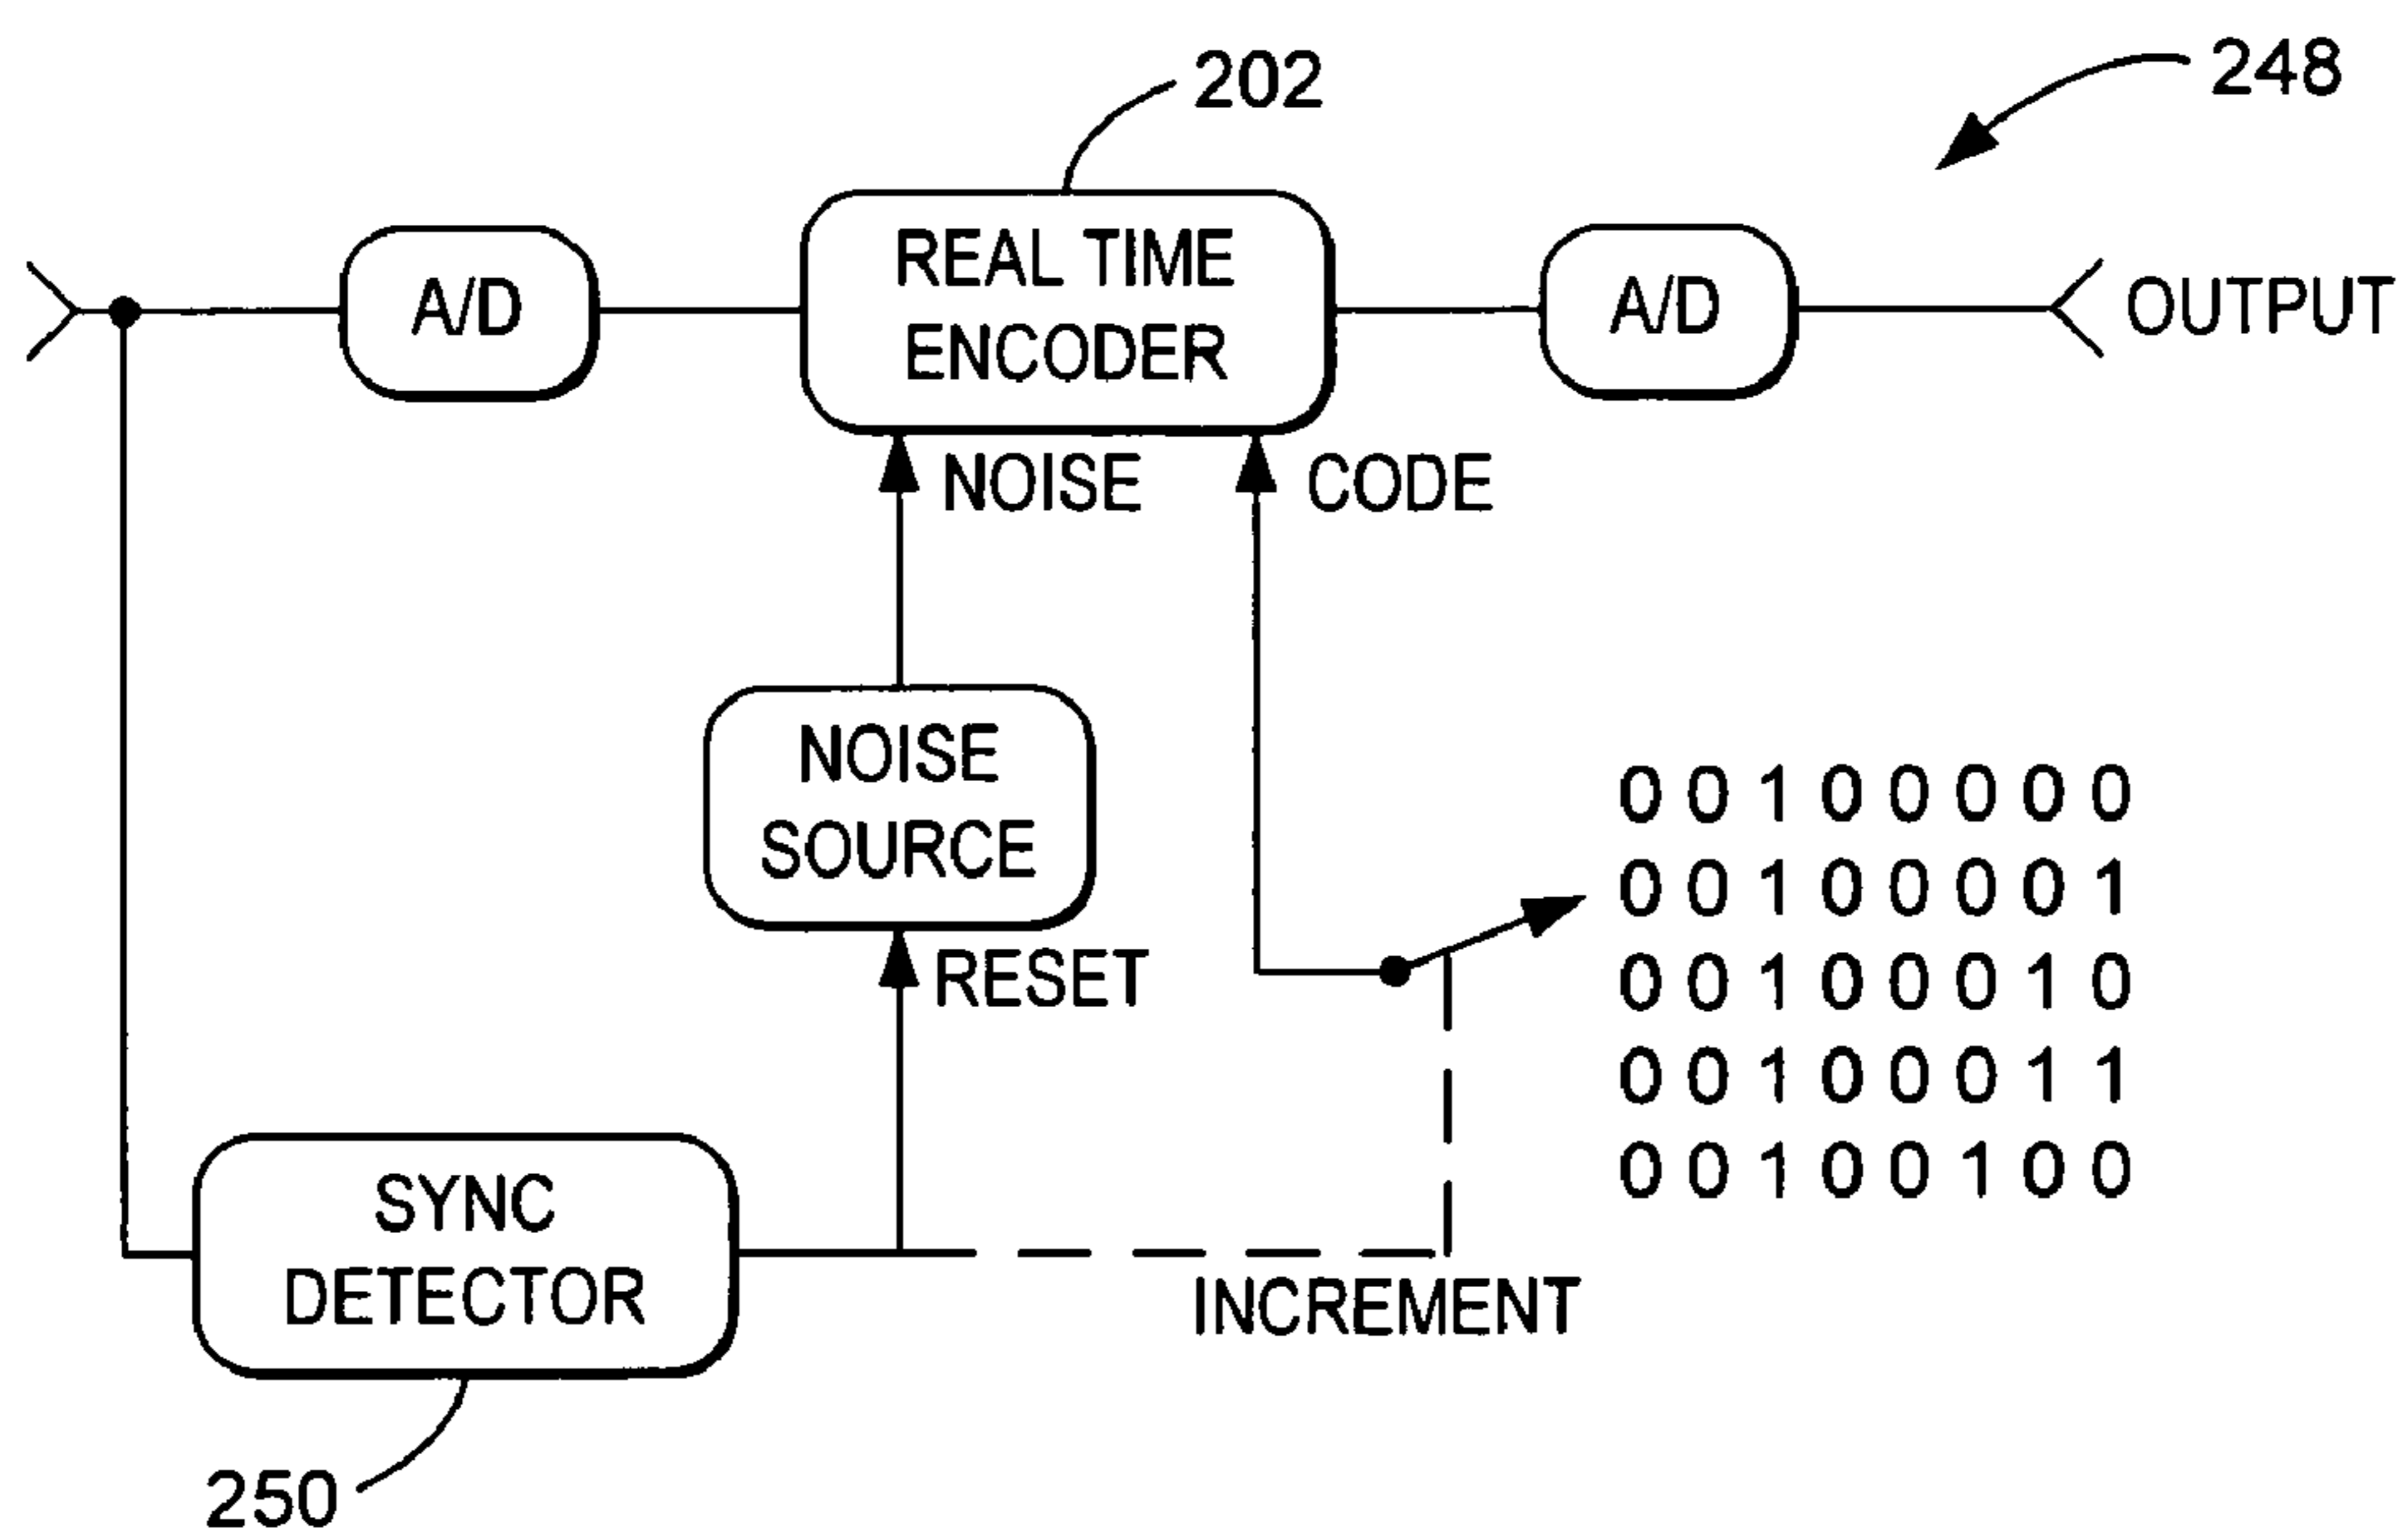 202
248
A/D
REAL TIME
ENCODER
A/D
OUTPUT
NOISE
CODE
NOISE
SOURCE
RESET
0 0 1 0 0 0 0 0
0 0 1 0 0 0 0 1
0 0 1 0 0 0 1 0
0 0 1 0 0 0 1 1
0 0 1 0 0 1 0 0
SYNC
DETECTOR
INCREMENT
250